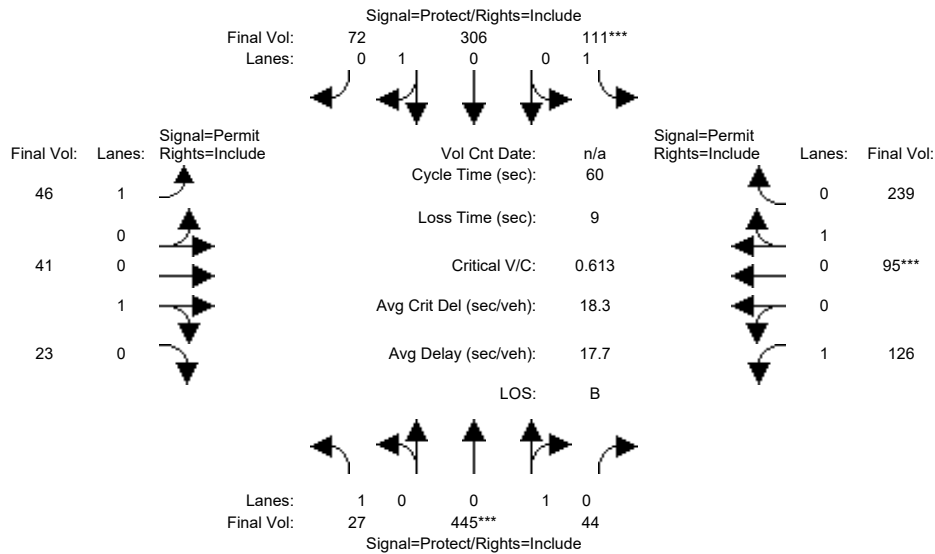 Signal=Protect/Rights=Include
Final Vol: 72 306 111***
Lanes: 0 1 0 0 1
Signal=Permit
Final Vol: Lanes: Rights=Include
Vol Cnt Date: n/a
Signal=Permit
Rights=Include Lanes: Final Vol:
Cycle Time (sec): 60
46 1
0 239
Loss Time (sec): 9
0
1
41 0
Critical V/C: 0.613
0 95***
1
Avg Crit Del (sec/veh): 18.3
0
23 0
Avg Delay (sec/veh): 17.7
1 126
LOS: B
Lanes: 1 0 0 1 0
Final Vol: 27 445*** 44
Signal=Protect/Rights=Include